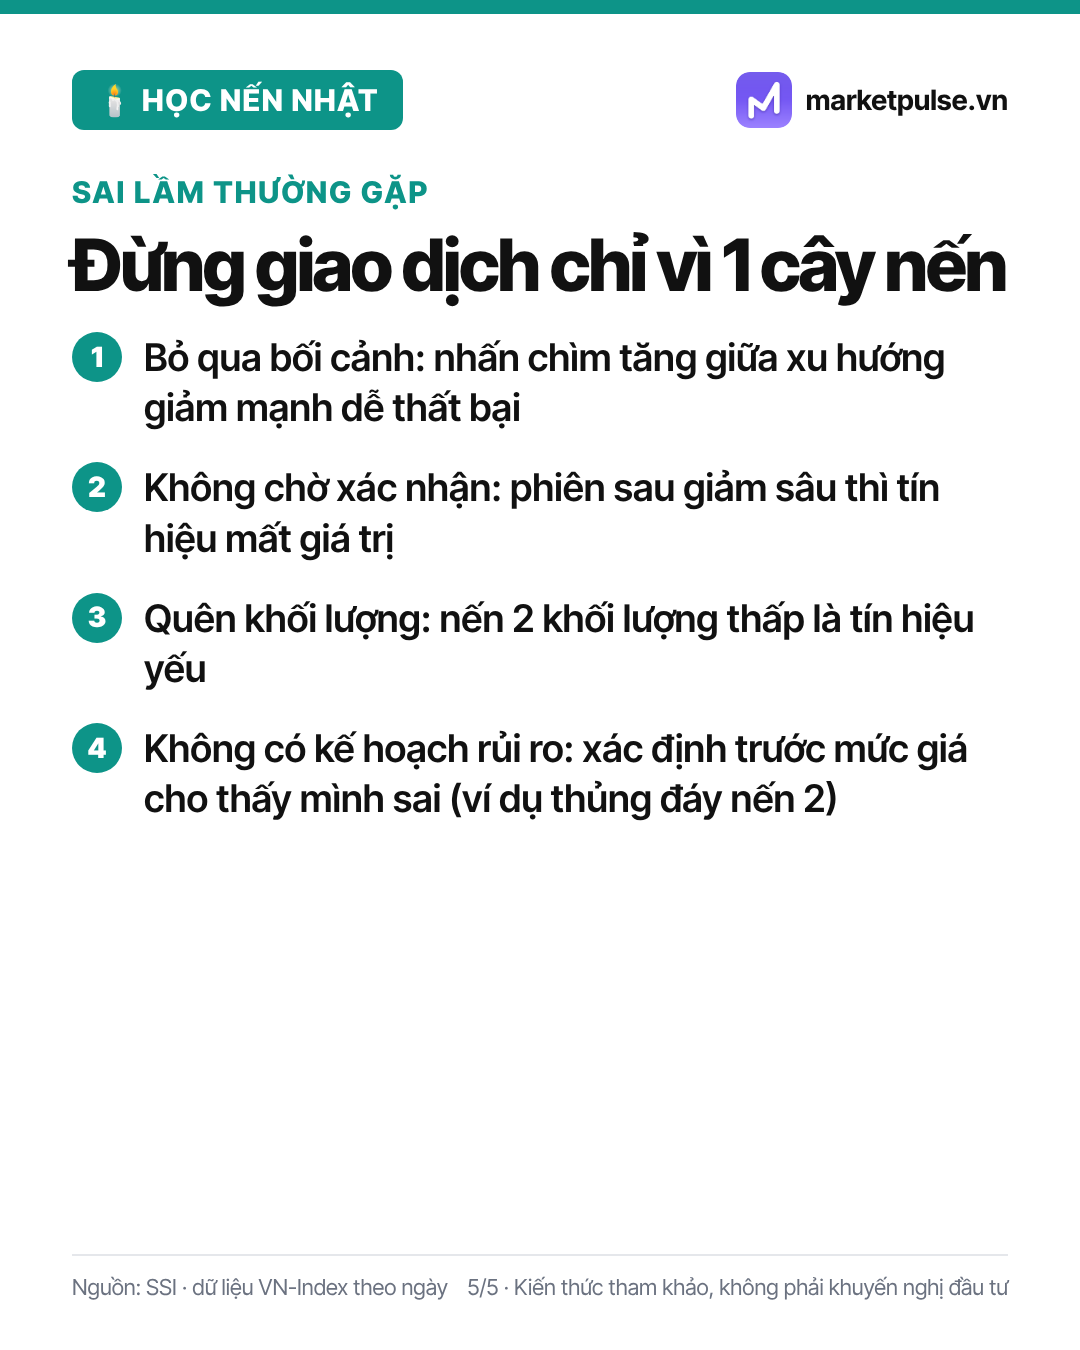 HỌC NẾN NHẬT
marketpulse.vn
SAI LẦM THƯỜNG GẶP
Đừng giao dịch chỉ vì 1 cây nến
1 Bỏ qua bối cảnh: nhấn chìm tăng giữa xu hướng
giảm mạnh dễ thất bại
2 Không chờ xác nhận: phiên sau giảm sâu thì tín
hiệu mất giá trị
3 Quên khối lượng: nến 2 khối lượng thấp là tín hiệu
yếu
4 Không có kế hoạch rủi ro: xác định trước mức giá
cho thấy mình sai (ví dụ thủng đáy nến 2)
Nguồn: SSI · dữ liệu VN-Index theo ngày 5/5 · Kiến thức tham khảo, không phải khuyến nghị đầu tư